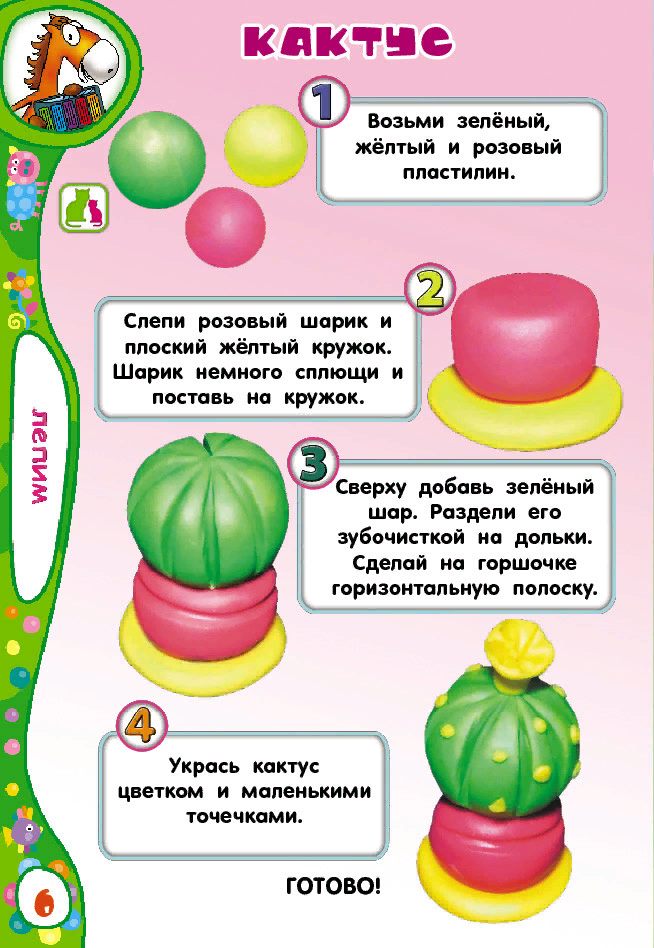 КАКТУС
1
Возьми зелёный,
жёлтый и розовый
пластилин.
2
Слепи розовый шарик и
плоский жёлтый кружок.
Шарик немного сплющи и
поставь на кружок.
3
Сверху добавь зелёный
шар. Раздели его
зубочисткой на дольки.
Сделай на горшочке
горизонтальную полоску.
4
Укрась кактус
цветком и маленькими
точечками.
ГОТОВО!
ЛЕПИМ
6